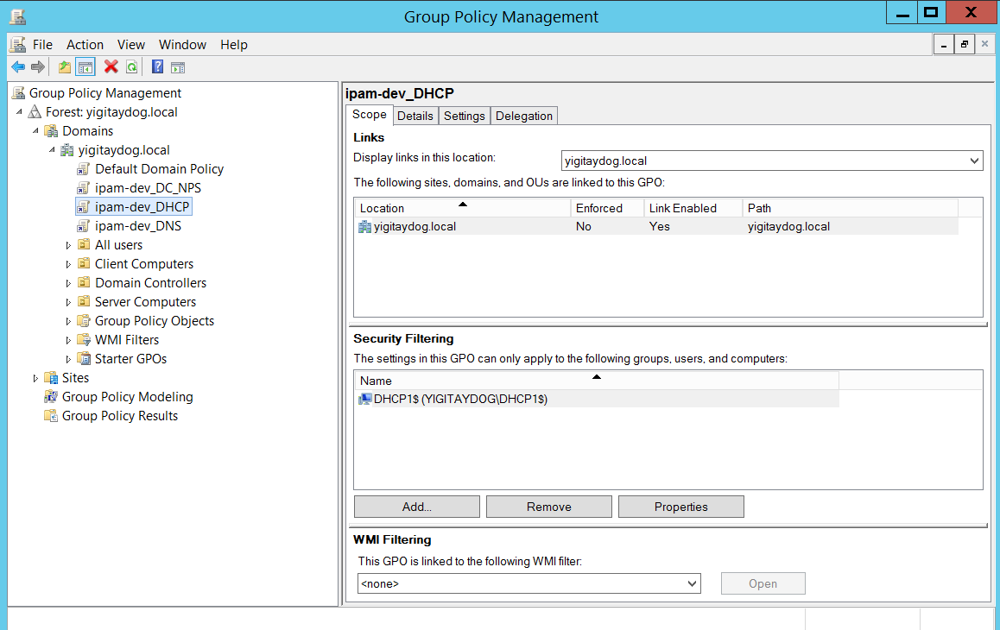 Group Policy Management
File Action View Window Help
Group Policy Management
Forest: yigitaydog.local
Domains
yigitaydog.local
Default Domain Policy
ipam-dev_DC_NPS
ipam-dev_DHCP
ipam-dev_DNS
All users
Client Computers
Domain Controllers
Server Computers
Group Policy Objects
WMI Filters
Starter GPOs
Sites
Group Policy Modeling
Group Policy Results
ipam-dev_DHCP
Scope Details Settings Delegation
Links
Display links in this location: yigitaydog.local
The following sites, domains, and OUs are linked to this GPO:
Location Enforced Link Enabled Path
yigitaydog.local No Yes yigitaydog.local
Security Filtering
The settings in this GPO can only apply to the following groups, users, and computers:
Name
DHCP1$ (YIGITAYDOG\DHCP1$)
Add... Remove Properties
WMI Filtering
This GPO is linked to the following WMI filter:
<none> Open